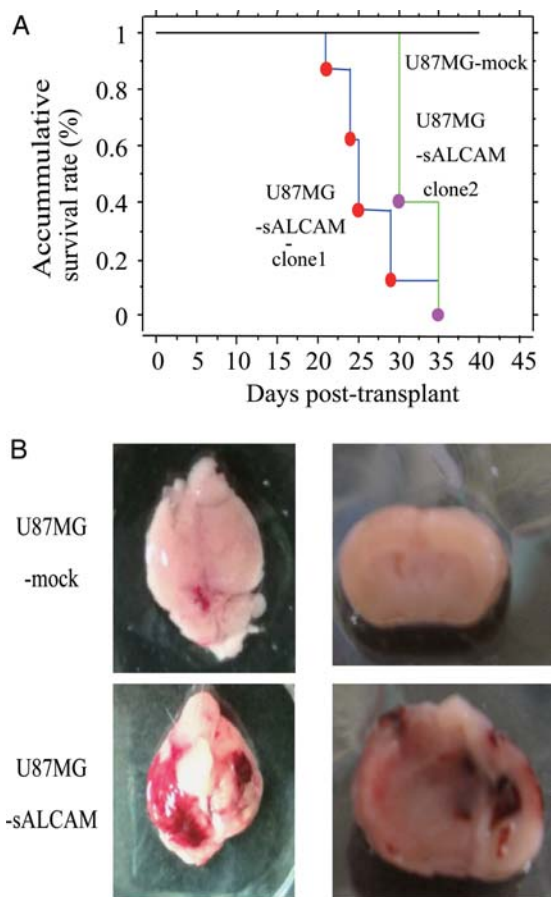 A
Accummulative
survival rate (%)
1
0.8
0.6
0.4
0.2
0
U87MG-mock
U87MG
-sALCAM
clone2
U87MG
-sALCAM
-
clone1
0 5 10 15 20 25 30 35 40 45
Days post-transplant
B
U87MG
-mock
U87MG
-sALCAM